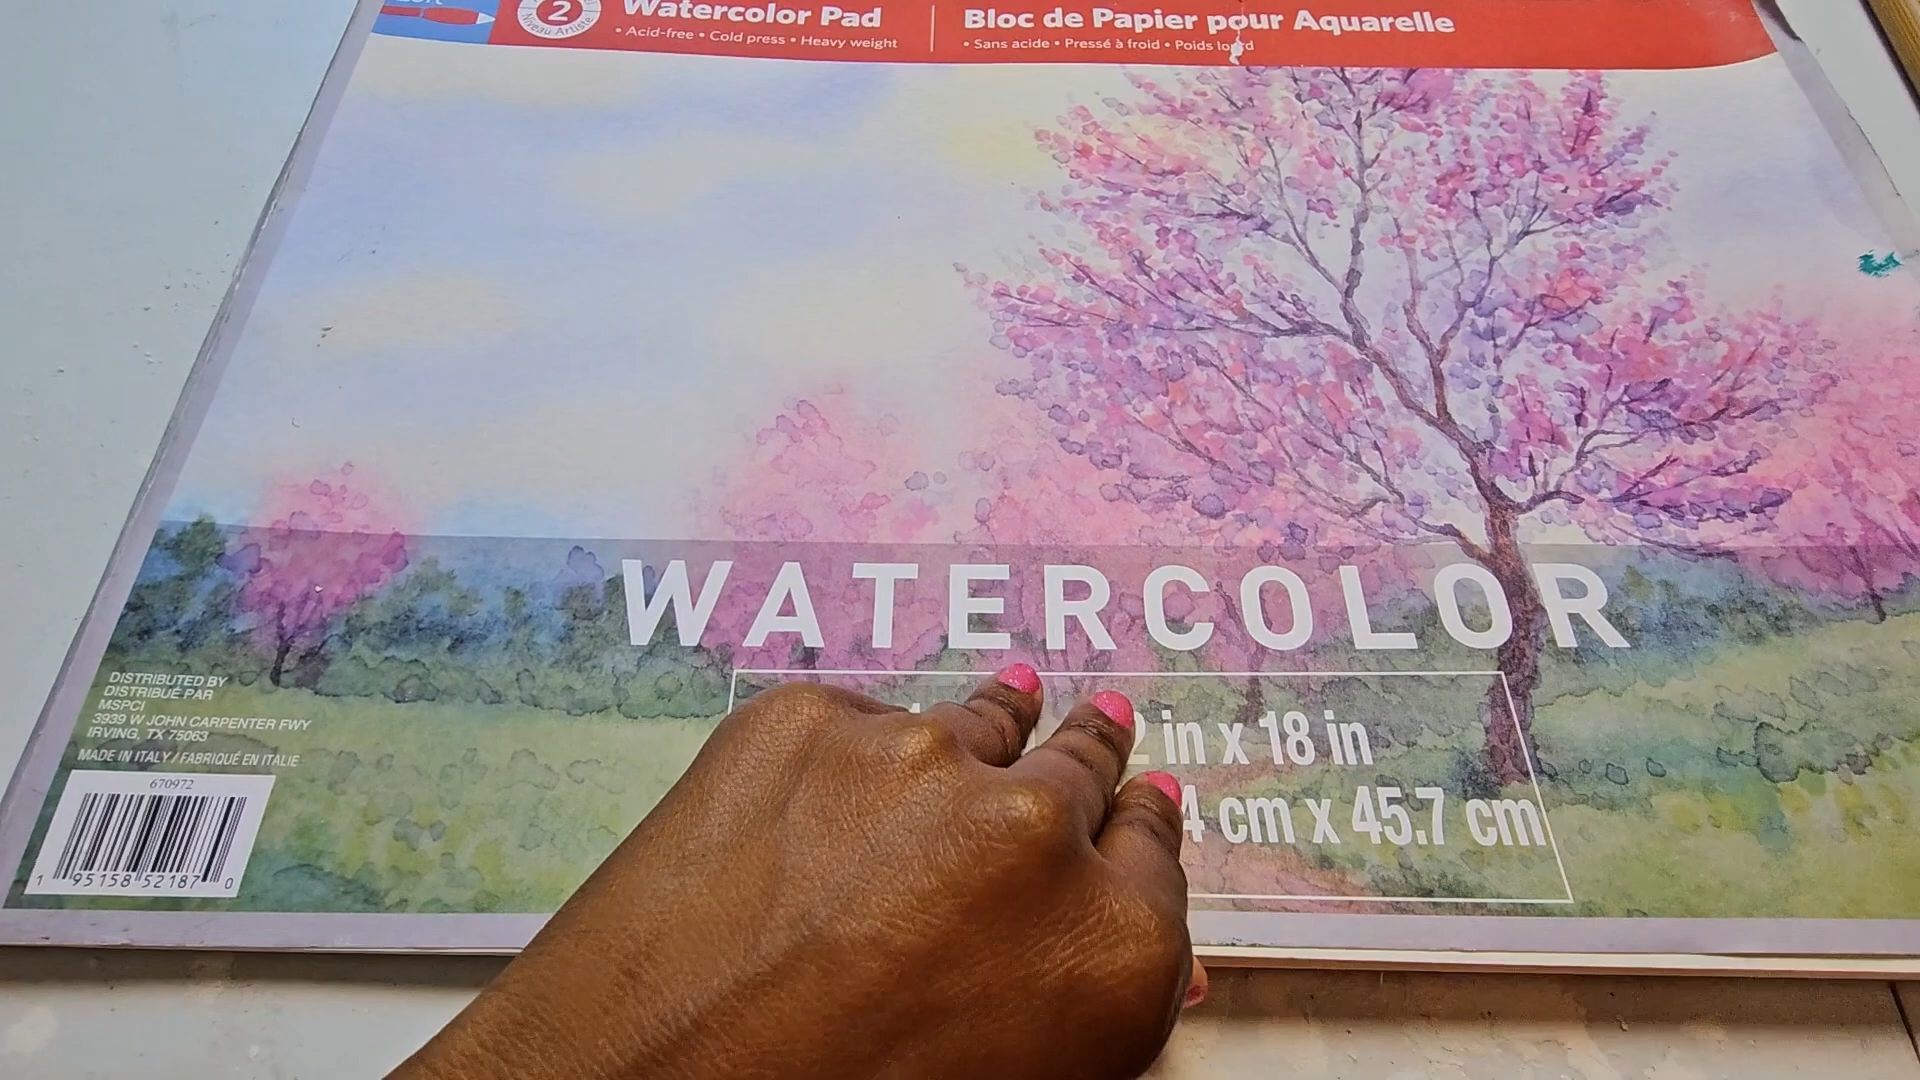 2
Niveau Artiste
Watercolor Pad
• Acid-free • Cold press • Heavy weight
Bloc de Papier pour Aquarelle
• Sans acide • Pressé à froid • Poids lourd
WATERCOLOR
in x 18 in
4 cm x 45.7 cm
DISTRIBUTED BY
DISTRIBUÉ PAR
MSPCI
3939 W JOHN CARPENTER FWY
IRVING, TX 75063
MADE IN ITALY / FABRIQUÉ EN ITALIE
670972
1 95158 52187 0